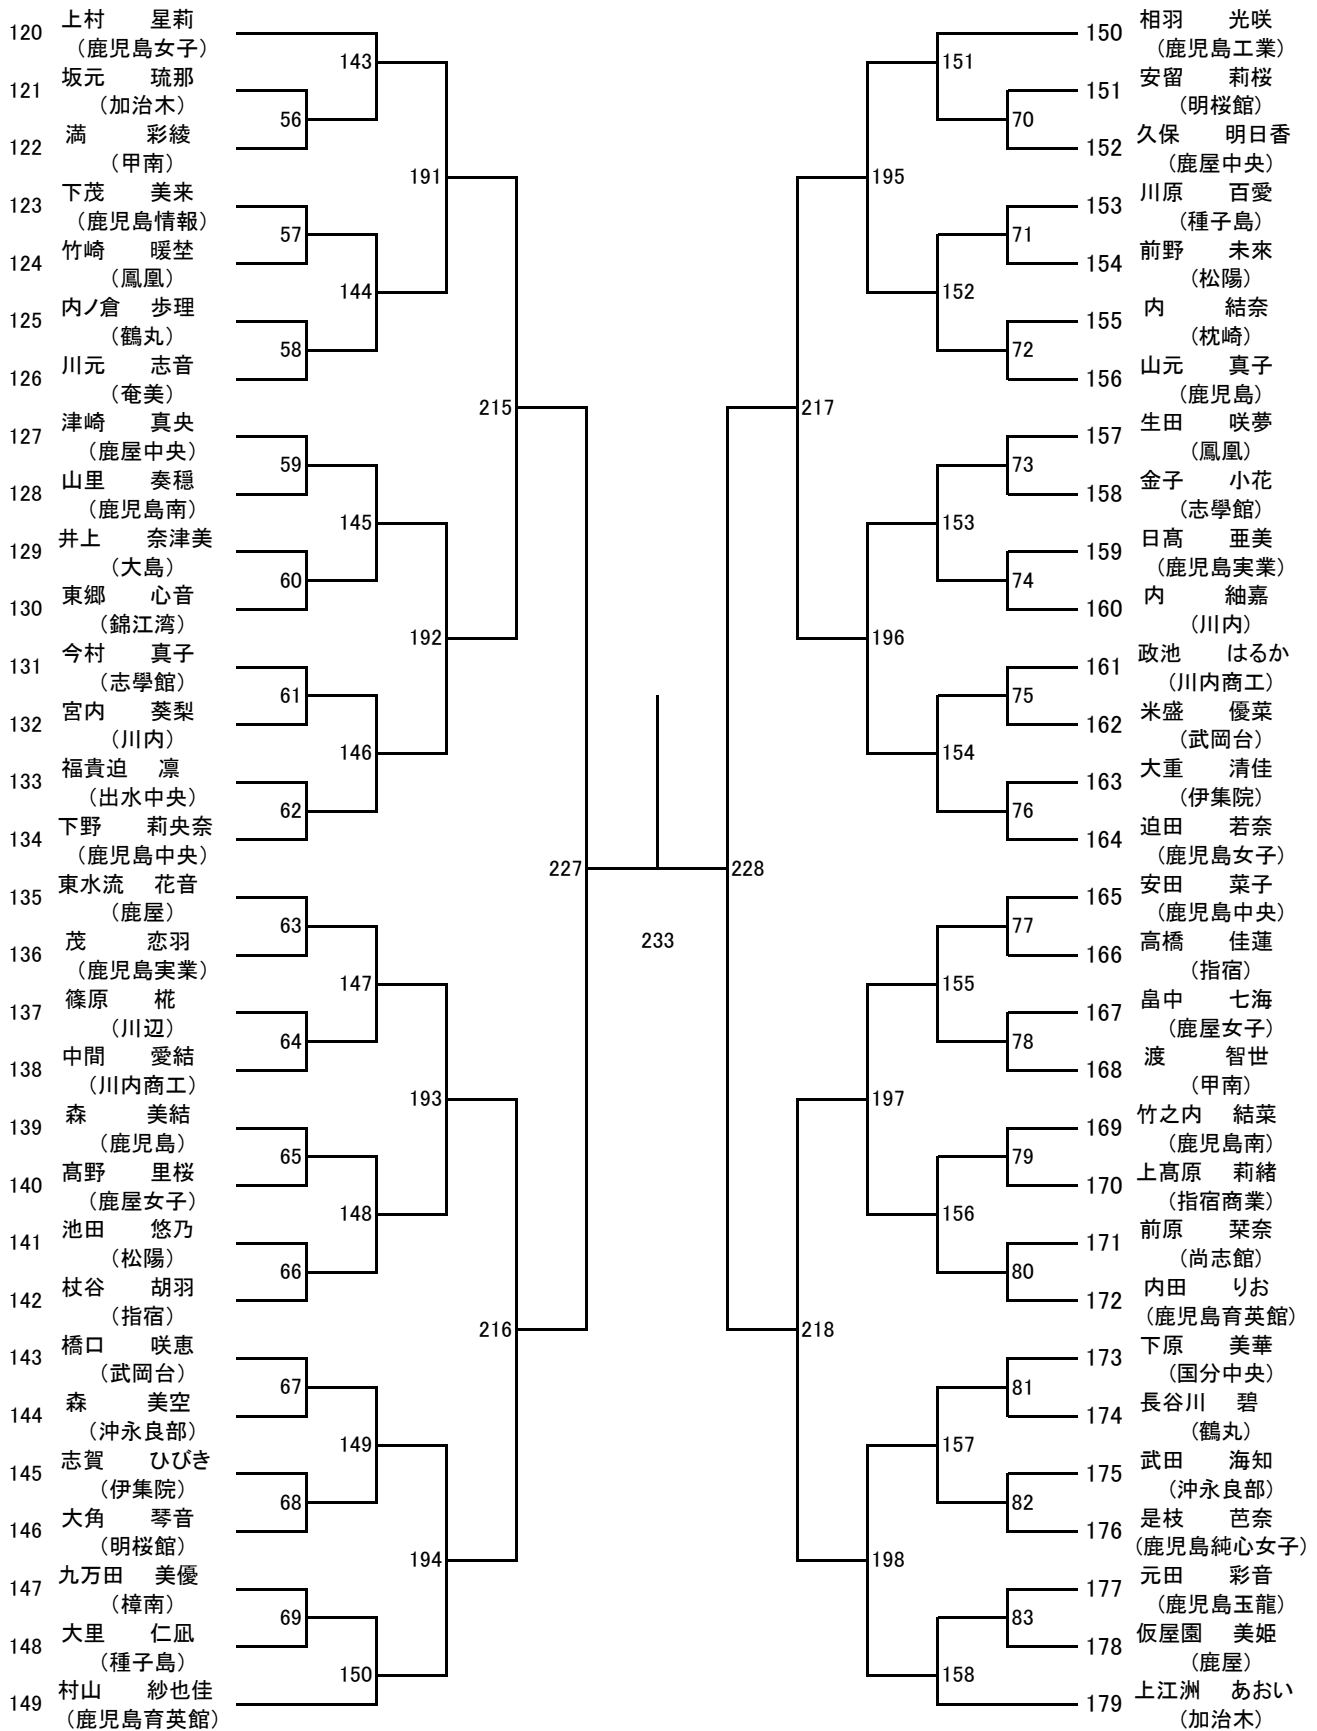 120 上村 星莉
(鹿児島女子)
121 坂元 琉那
(加治木)
122 満 彩綾
(甲南)
123 下茂 美来
(鹿児島情報)
124 竹崎 暖埜
(鳳凰)
125 内ノ倉 歩理
(鶴丸)
126 川元 志音
(奄美)
127 津崎 真央
(鹿屋中央)
128 山里 奏穏
(鹿児島南)
129 井上 奈津美
(大島)
130 東郷 心音
(錦江湾)
131 今村 真子
(志學館)
132 宮内 葵梨
(川内)
133 福貴迫 凛
(出水中央)
134 下野 莉央奈
(鹿児島中央)
135 東水流 花音
(鹿屋)
136 茂 恋羽
(鹿児島実業)
137 篠原 椛
(川辺)
138 中間 愛結
(川内商工)
139 森 美結
(鹿児島)
140 髙野 里桜
(鹿屋女子)
141 池田 悠乃
(松陽)
142 杖谷 胡羽
(指宿)
143 橋口 咲恵
(武岡台)
144 森 美空
(沖永良部)
145 志賀 ひびき
(伊集院)
146 大角 琴音
(明桜館)
147 九万田 美優
(樟南)
148 大里 仁凪
(種子島)
149 村山 紗也佳
(鹿児島育英館)
56
57
58
59
60
61
62
63
64
65
66
67
68
69
143
144
145
146
147
148
149
150
191
192
193
194
215
216
227
233
228
217
218
195
196
197
198
151
152
153
154
155
156
157
158
70
71
72
73
74
75
76
77
78
79
80
81
82
83
150 相羽 光咲
(鹿児島工業)
151 安留 莉桜
(明桜館)
152 久保 明日香
(鹿屋中央)
153 川原 百愛
(種子島)
154 前野 未來
(松陽)
155 内 結奈
(枕崎)
156 山元 真子
(鹿児島)
157 生田 咲夢
(鳳凰)
158 金子 小花
(志學館)
159 日髙 亜美
(鹿児島実業)
160 内 紬嘉
(川内)
161 政池 はるか
(川内商工)
162 米盛 優菜
(武岡台)
163 大重 清佳
(伊集院)
164 迫田 若奈
(鹿児島女子)
165 安田 菜子
(鹿児島中央)
166 高橋 佳蓮
(指宿)
167 畠中 七海
(鹿屋女子)
168 渡 智世
(甲南)
169 竹之内 結菜
(鹿児島南)
170 上髙原 莉緒
(指宿商業)
171 前原 栞奈
(尚志館)
172 内田 りお
(鹿児島育英館)
173 下原 美華
(国分中央)
174 長谷川 碧
(鶴丸)
175 武田 海知
(沖永良部)
176 是枝 芭奈
(鹿児島純心女子)
177 元田 彩音
(鹿児島玉龍)
178 仮屋園 美姫
(鹿屋)
179 上江洲 あおい
(加治木)